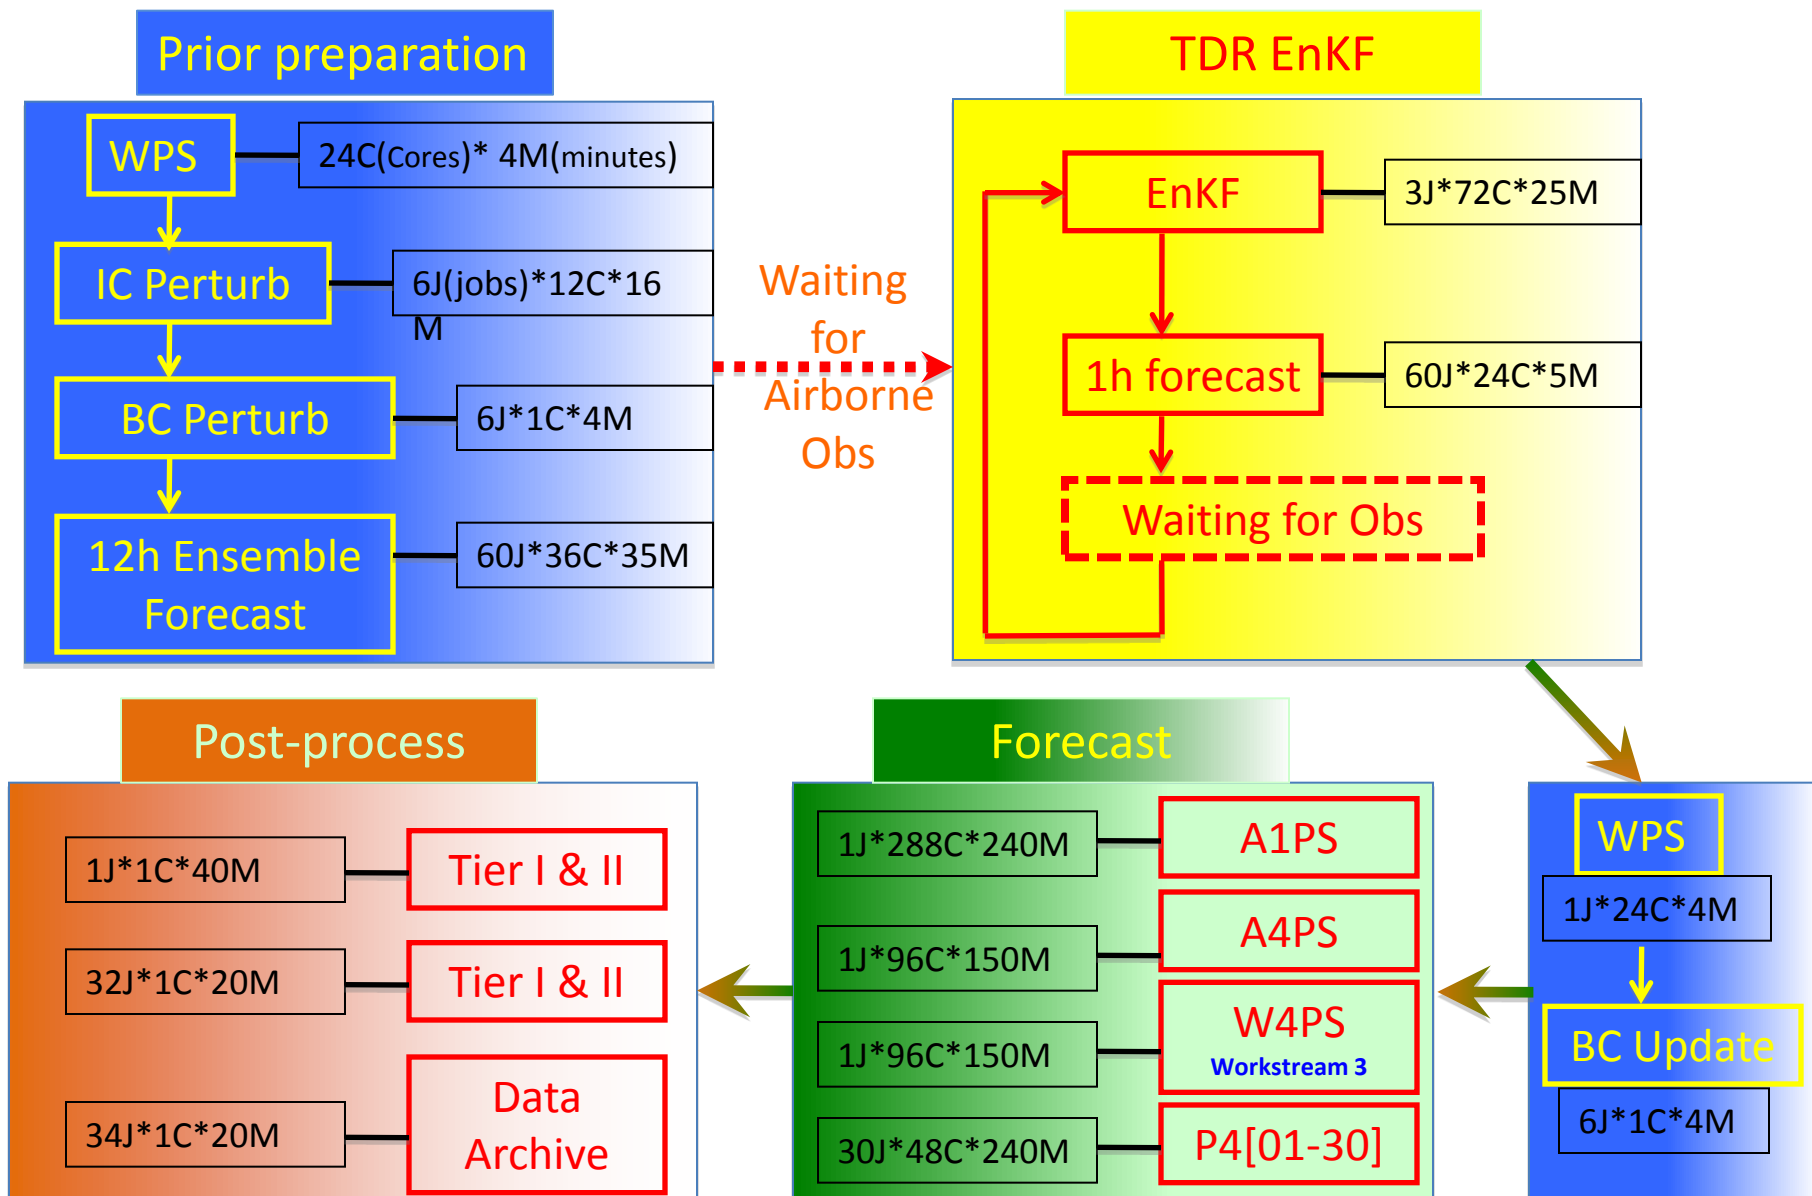 Prior preparation
WPS
24C(Cores)* 4M(minutes)
IC Perturb
6J(jobs)*12C*16
M
BC Perturb
6J*1C*4M
12h Ensemble
Forecast
60J*36C*35M
Waiting
for
Airborne
Obs
TDR EnKF
EnKF
3J*72C*25M
1h forecast
60J*24C*5M
Waiting for Obs
Post-process
1J*1C*40M
Tier I & II
32J*1C*20M
Tier I & II
34J*1C*20M
Data
Archive
Forecast
1J*288C*240M
A1PS
1J*96C*150M
A4PS
1J*96C*150M
W4PS
Workstream 3
30J*48C*240M
P4[01-30]
WPS
1J*24C*4M
BC Update
6J*1C*4M